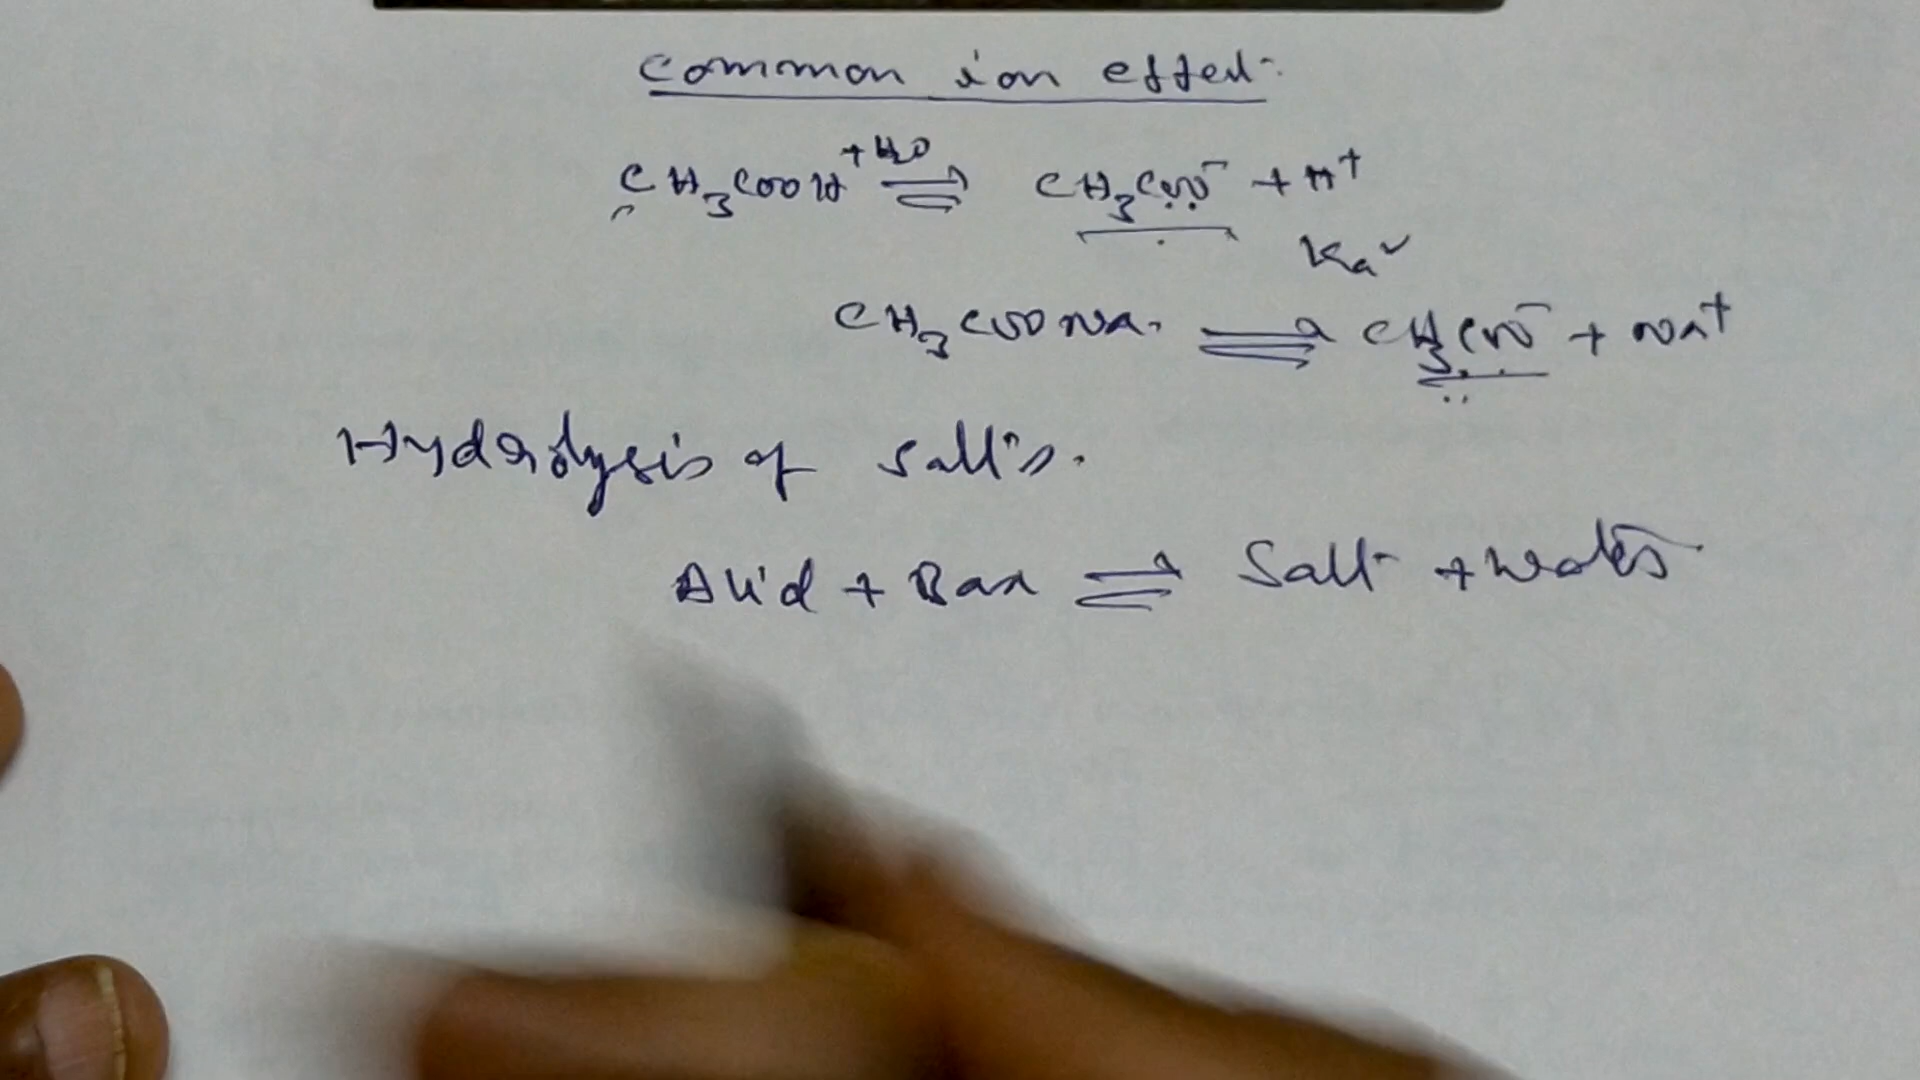 Common ion effect
CH3COOH +H2O ⇌ CH3COO⁻ + H⁺
Ka ✓
CH3COONa. ⇌ CH3COO⁻ + Na⁺
Hydrolysis of salts.
Acid + Base ⇌ Salt + water